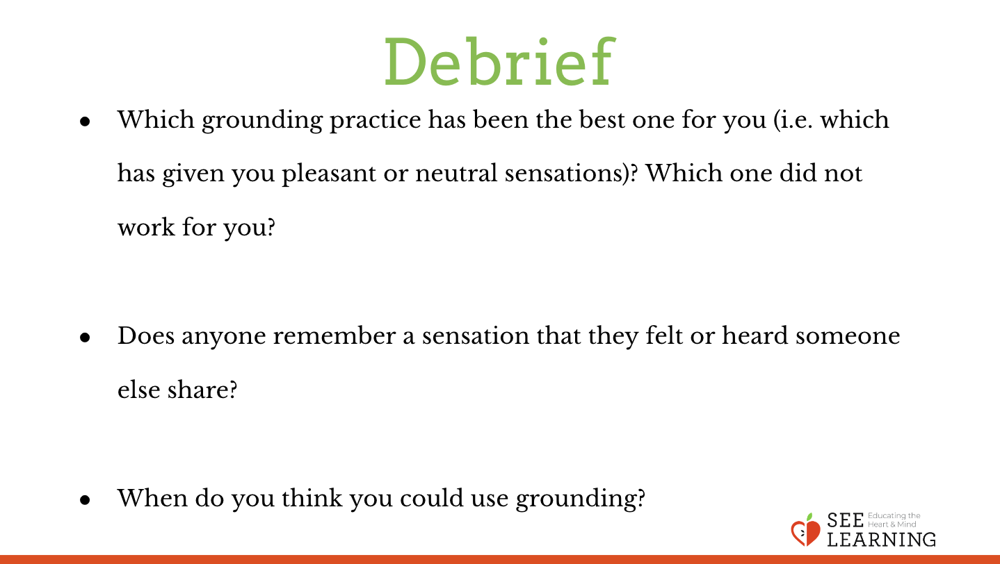 Debrief
● Which grounding practice has been the best one for you (i.e. which
has given you pleasant or neutral sensations)? Which one did not
work for you?
● Does anyone remember a sensation that they felt or heard someone
else share?
● When do you think you could use grounding?
SEE Educating the
Heart & Mind
LEARNING